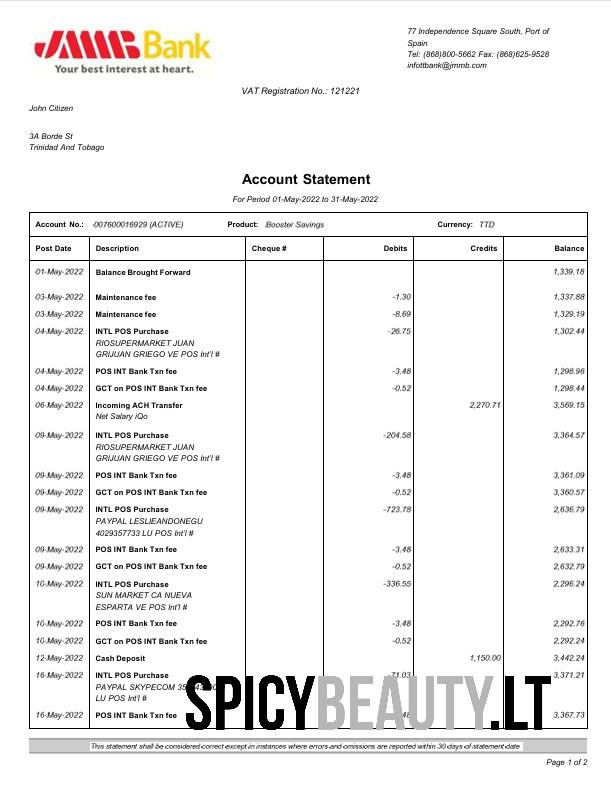 JMMB Bank
Your best interest at heart.
77 Independence Square South, Port of
Spain
Tel: (868)800-5662 Fax: (868)625-9528
infottbank@jmmb.com
VAT Registration No.: 121221
John Citizen
3A Borde St
Trinidad And Tobago
Account Statement
For Period 01-May-2022 to 31-May-2022
Account No.: 007600016929 (ACTIVE) Product: Booster Savings Currency: TTD
Post Date Description Cheque # Debits Credits Balance
01-May-2022 Balance Brought Forward 1,339.18
03-May-2022 Maintenance fee -1.30 1,337.88
03-May-2022 Maintenance fee -8.69 1,329.19
04-May-2022 INTL POS Purchase -26.75 1,302.44
RIOSUPERMARKET JUAN
GRIJUAN GRIEGO VE POS Int'l #
04-May-2022 POS INT Bank Txn fee -3.48 1,298.96
04-May-2022 GCT on POS INT Bank Txn fee -0.52 1,298.44
06-May-2022 Incoming ACH Transfer 2,270.71 3,569.15
Net Salary iQo
09-May-2022 INTL POS Purchase -204.58 3,364.57
RIOSUPERMARKET JUAN
GRIJUAN GRIEGO VE POS Int'l #
09-May-2022 POS INT Bank Txn fee -3.48 3,361.09
09-May-2022 GCT on POS INT Bank Txn fee -0.52 3,360.57
09-May-2022 INTL POS Purchase -723.78 2,636.79
PAYPAL LESLIEANDONEGU
4029357733 LU POS Int'l #
09-May-2022 POS INT Bank Txn fee -3.48 2,633.31
09-May-2022 GCT on POS INT Bank Txn fee -0.52 2,632.79
10-May-2022 INTL POS Purchase -336.55 2,296.24
SUN MARKET CA NUEVA
ESPARTA VE POS Int'l #
10-May-2022 POS INT Bank Txn fee -3.48 2,292.76
10-May-2022 GCT on POS INT Bank Txn fee -0.52 2,292.24
12-May-2022 Cash Deposit 1,150.00 3,442.24
16-May-2022 INTL POS Purchase -71.03 3,371.21
PAYPAL SKYPECOM
LU POS Int'l #
16-May-2022 POS INT Bank Txn fee 3,367.73
SPICYBEAUTY.LT
This statement shall be considered correct except in instances where errors and omissions are reported within 30 days of statement date
Page 1 of 2